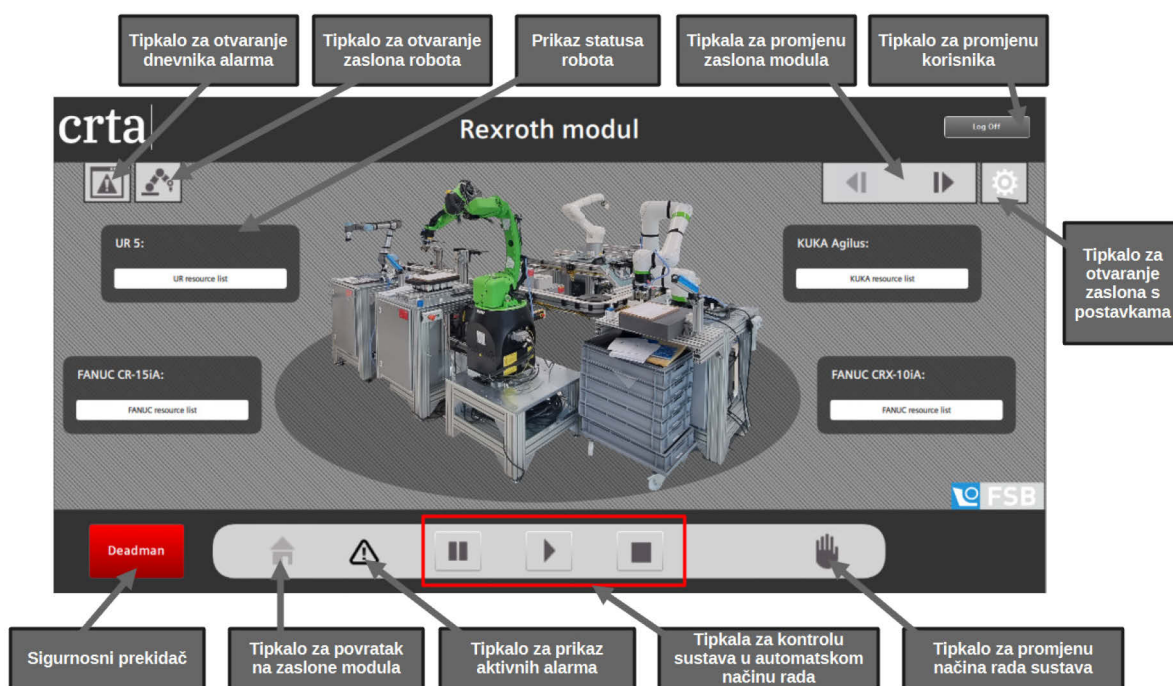 Tipkalo za otvaranje
dnevnika alarma
Tipkalo za otvaranje
zaslona robota
Prikaz statusa
robota
Tipkala za promjenu
zaslona modula
Tipkalo za promjenu
korisnika
crta
Rexroth modul
Log Off
UR 5:
UR resource list
KUKA Agilus:
KUKA resource list
Tipkalo za
otvaranje
zaslona s
postavkama
FANUC CR-15iA:
FANUC resource list
FANUC CRX-10iA:
FANUC resource list
FSB
Deadman
Sigurnosni prekidač
Tipkalo za povratak
na zaslone modula
Tipkalo za prikaz
aktivnih alarma
Tipkala za kontrolu
sustava u automatskom
načinu rada
Tipkalo za promjenu
načina rada sustava